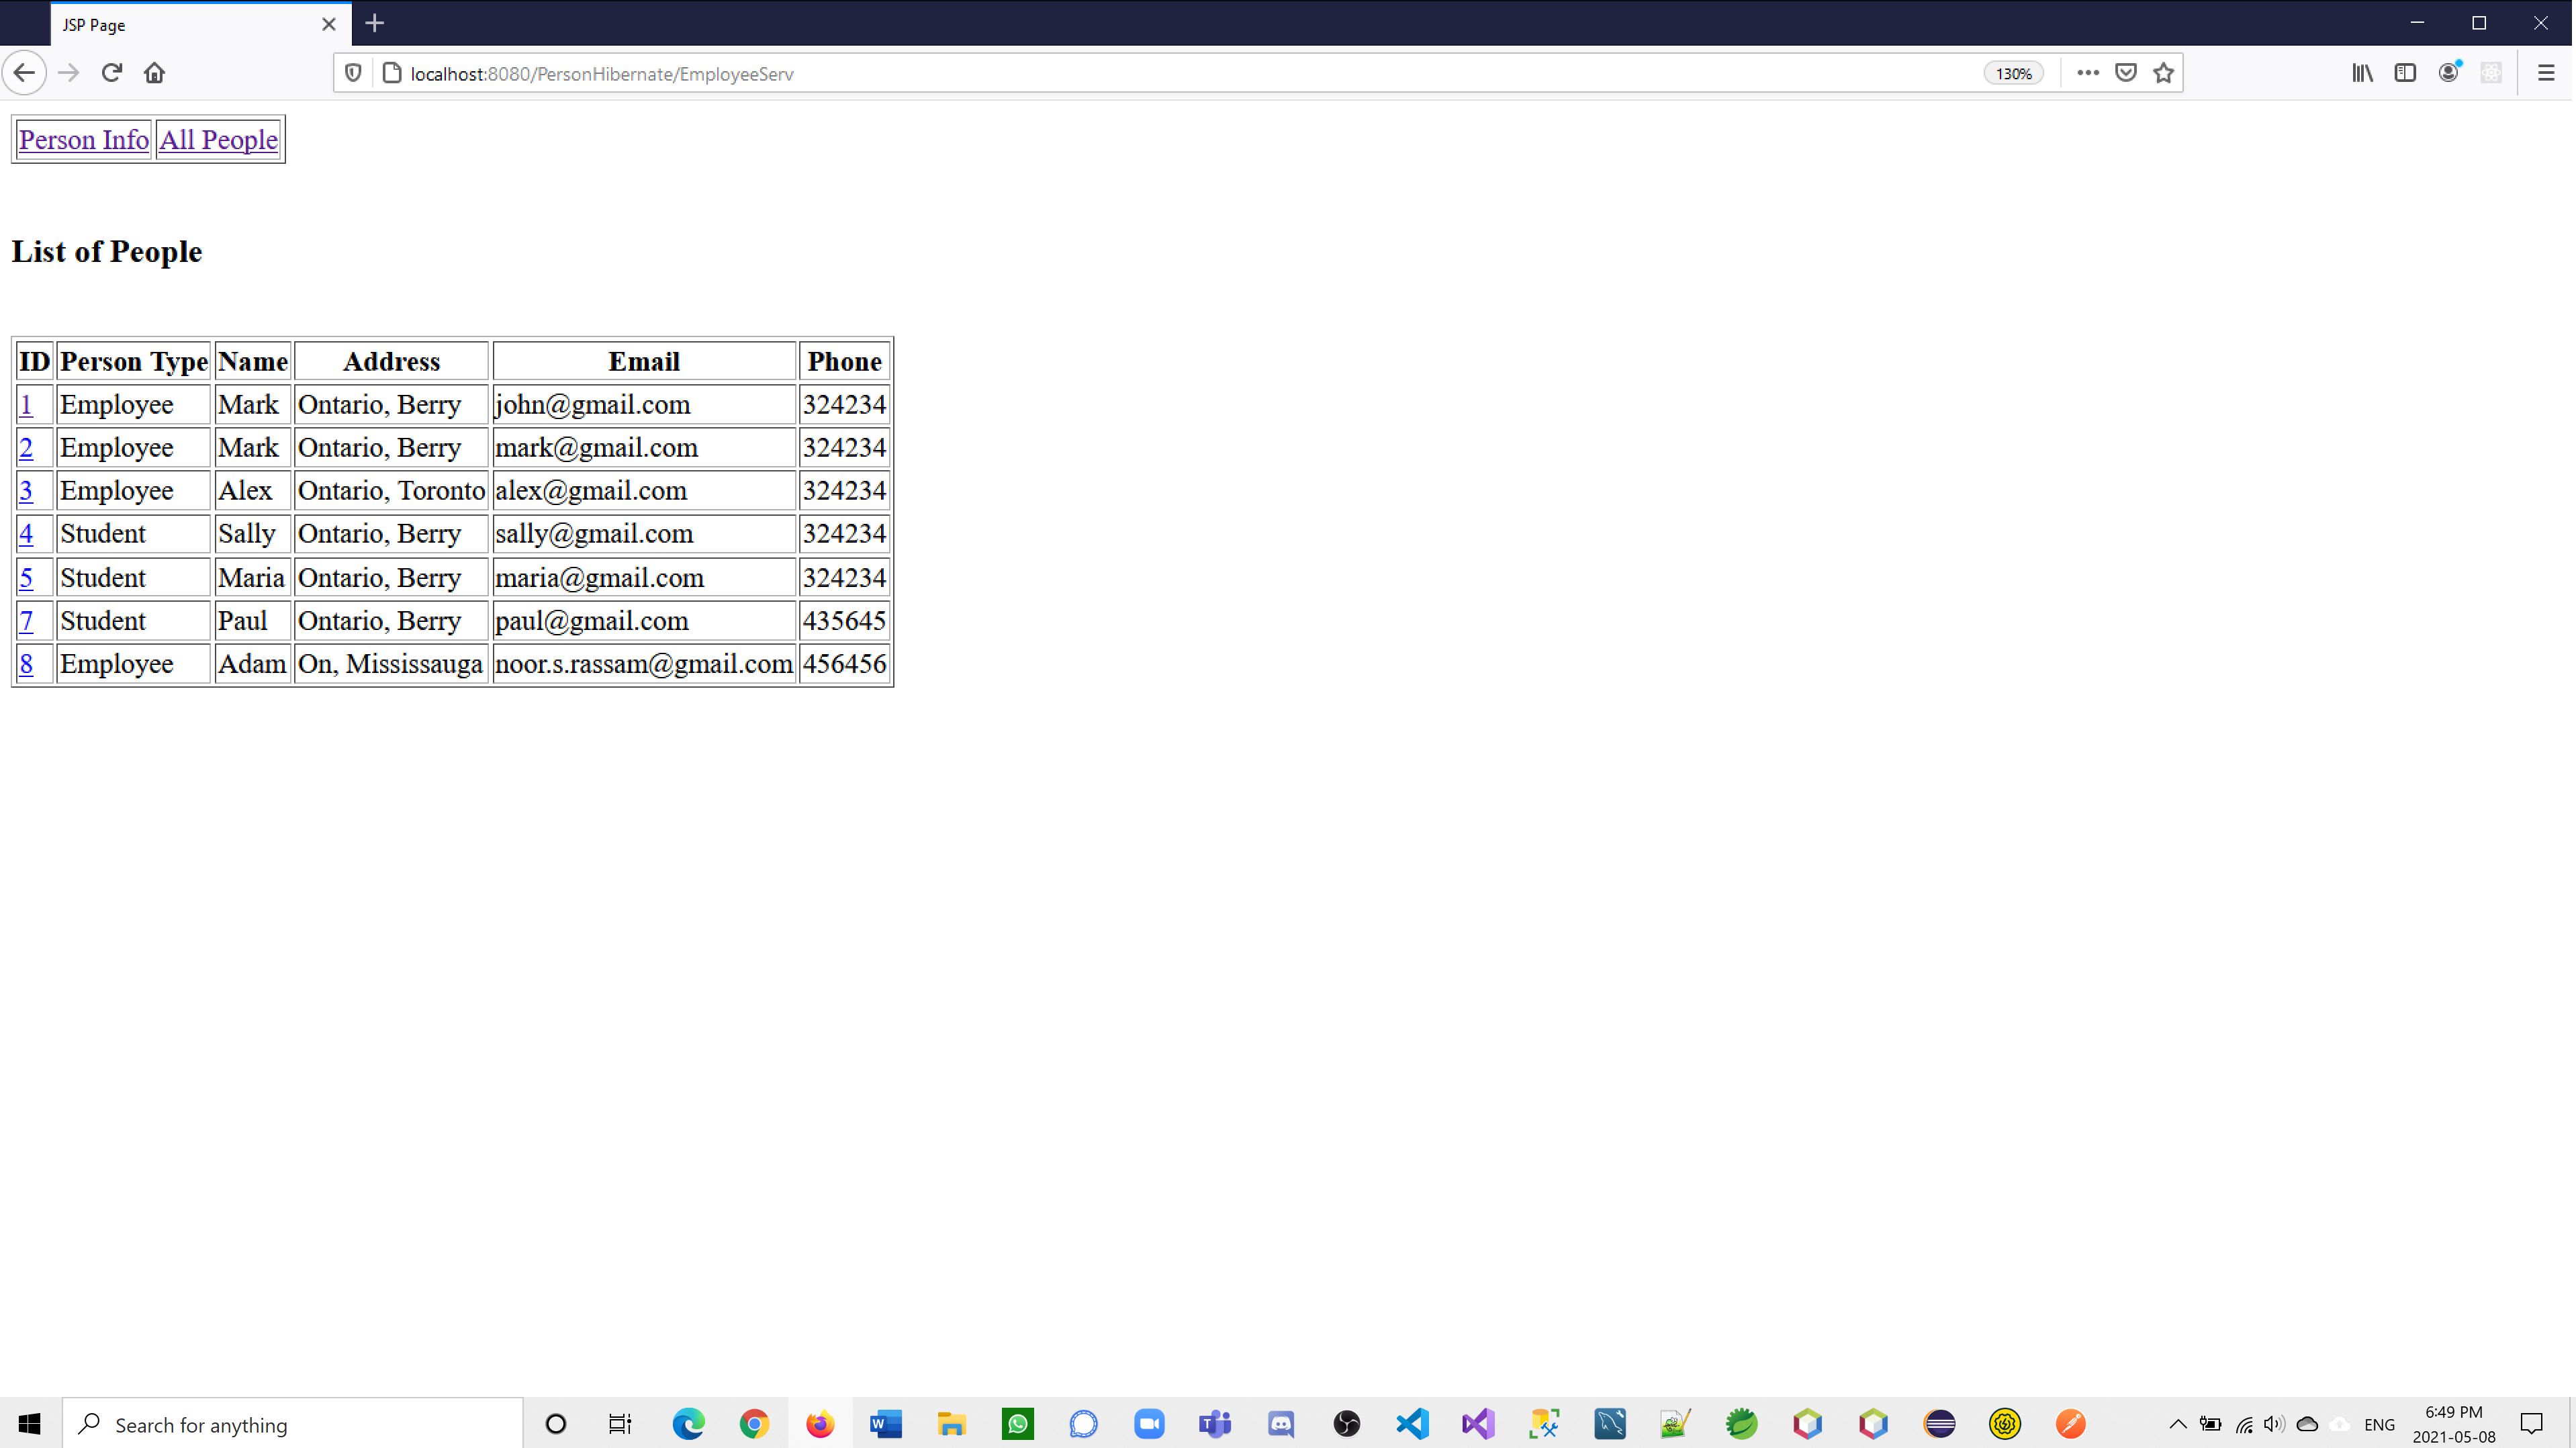 JSP Page
localhost:8080/PersonHibernate/EmployeeServ 130%
Person Info All People
List of People
ID Person Type Name Address Email Phone
1 Employee Mark Ontario, Berry john@gmail.com 324234
2 Employee Mark Ontario, Berry mark@gmail.com 324234
3 Employee Alex Ontario, Toronto alex@gmail.com 324234
4 Student Sally Ontario, Berry sally@gmail.com 324234
5 Student Maria Ontario, Berry maria@gmail.com 324234
7 Student Paul Ontario, Berry paul@gmail.com 435645
8 Employee Adam On, Mississauga noor.s.rassam@gmail.com 456456
Search for anything
ENG
6:49 PM
2021-05-08